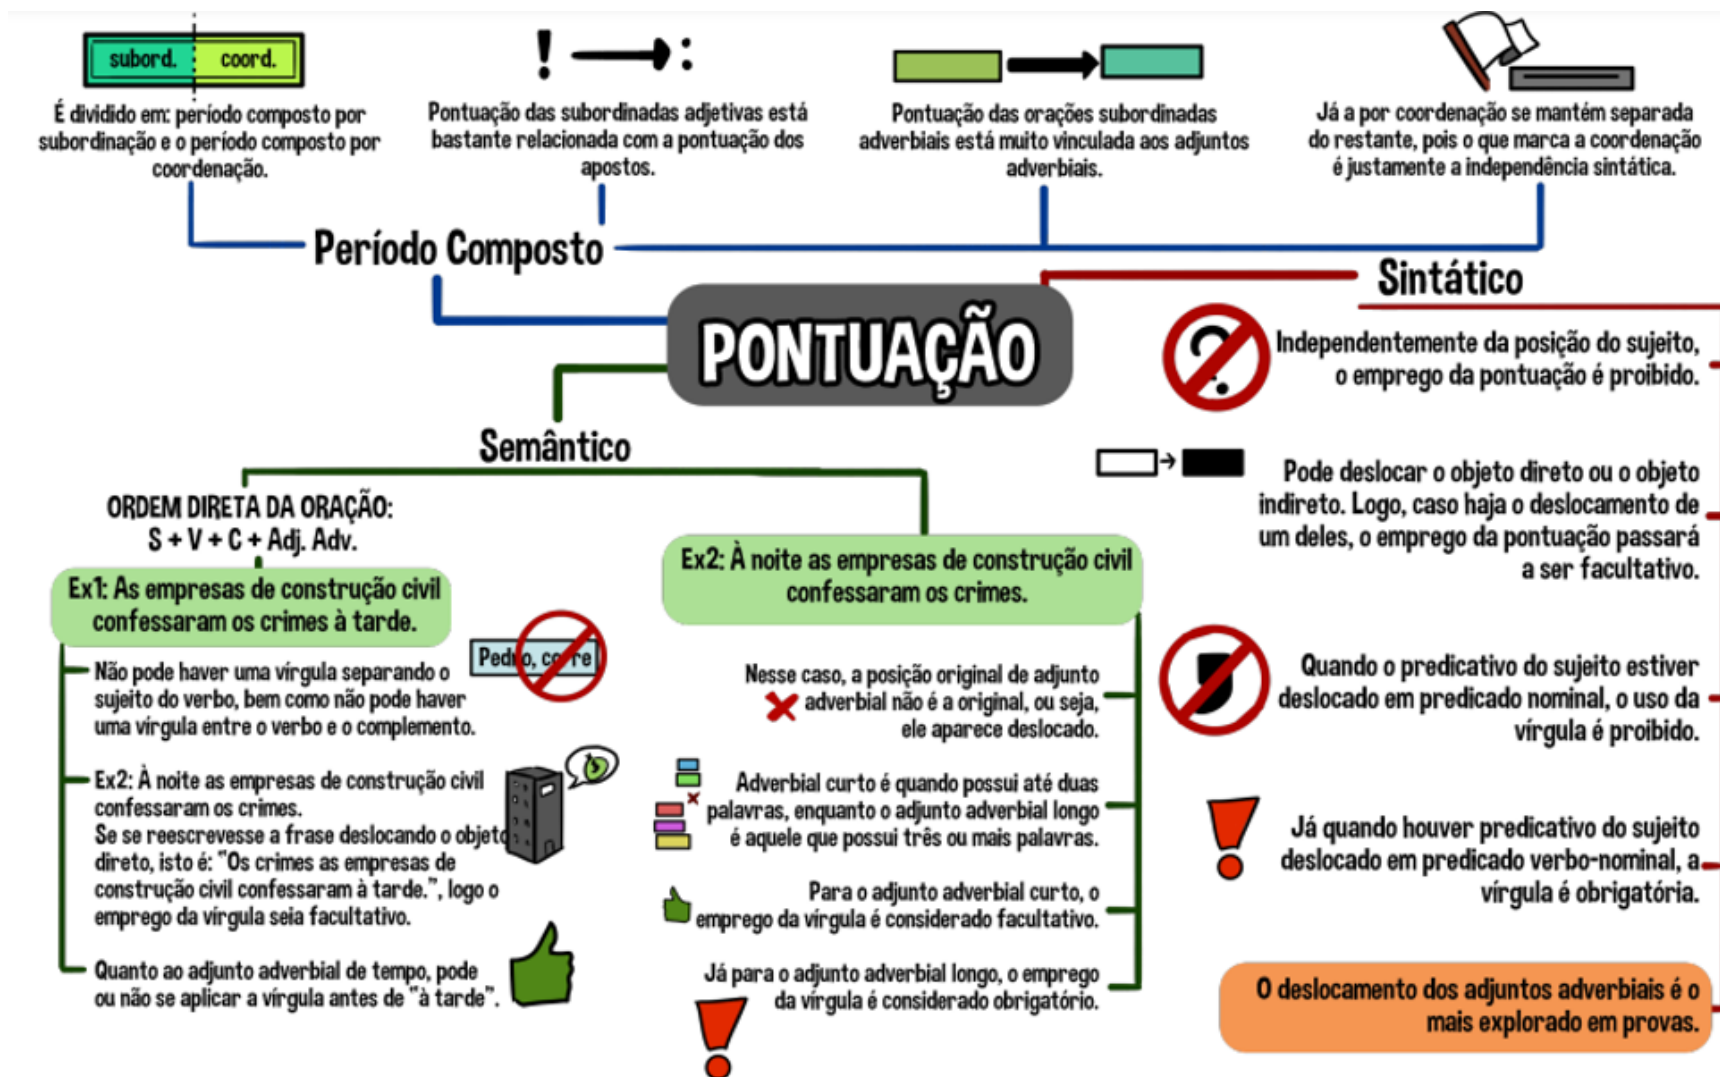 subord. coord.
É dividido em: período composto por
subordinação e o período composto por
coordenação.
! :
Pontuação das subordinadas adjetivas está
bastante relacionada com a pontuação dos
apostos.
Pontuação das orações subordinadas
adverbiais está muito vinculada aos adjuntos
adverbiais.
Já a por coordenação se mantém separada
do restante, pois o que marca a coordenação
é justamente a independência sintática.
Período Composto
PONTUAÇÃO
Sintático
?
Independentemente da posição do sujeito,
o emprego da pontuação é proibido.
Pode deslocar o objeto direto ou o objeto
indireto. Logo, caso haja o deslocamento de
um deles, o emprego da pontuação passará
a ser facultativo.
Quando o predicativo do sujeito estiver
deslocado em predicado nominal, o uso da
vírgula é proibido.
Já quando houver predicativo do sujeito
deslocado em predicado verbo-nominal, a
vírgula é obrigatória.
O deslocamento dos adjuntos adverbiais é o
mais explorado em provas.
Semântico
ORDEM DIRETA DA ORAÇÃO:
S + V + C + Adj. Adv.
Ex1: As empresas de construção civil
confessaram os crimes à tarde.
Pedro, corre
Não pode haver uma vírgula separando o
sujeito do verbo, bem como não pode haver
uma vírgula entre o verbo e o complemento.
Ex2: À noite as empresas de construção civil
confessaram os crimes.
Se se reescrevesse a frase deslocando o objeto
direto, isto é: "Os crimes as empresas de
construção civil confessaram à tarde.", logo o
emprego da vírgula seia facultativo.
Quanto ao adjunto adverbial de tempo, pode
ou não se aplicar a vírgula antes de "à tarde".
Ex2: À noite as empresas de construção civil
confessaram os crimes.
Nesse caso, a posição original de adjunto
adverbial não é a original, ou seja,
ele aparece deslocado.
Adverbial curto é quando possui até duas
palavras, enquanto o adjunto adverbial longo
é aquele que possui três ou mais palavras.
Para o adjunto adverbial curto, o
emprego da vírgula é considerado facultativo.
Já para o adjunto adverbial longo, o emprego
da vírgula é considerado obrigatório.